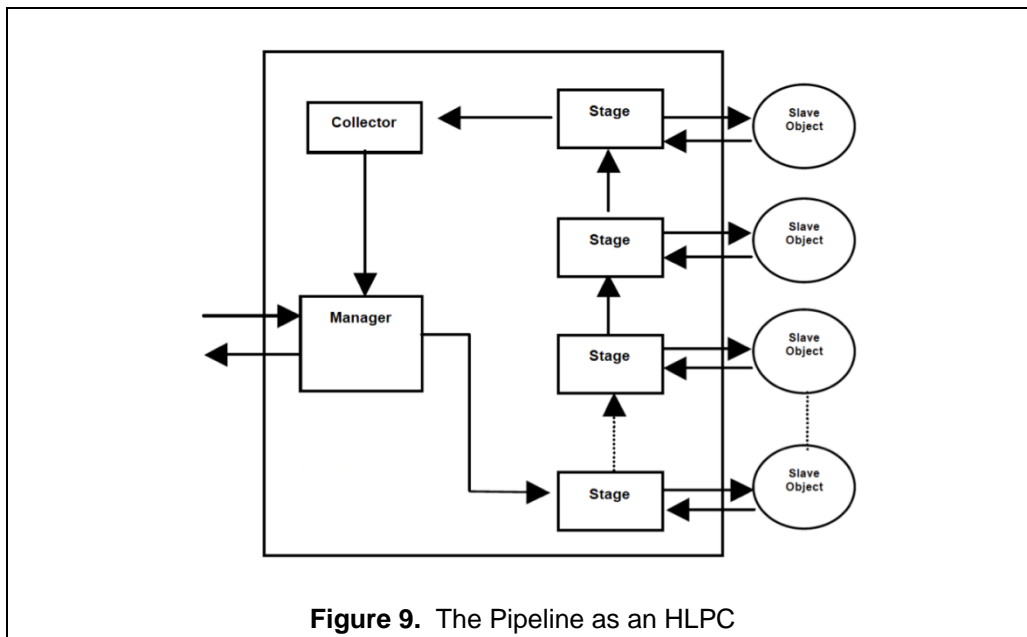 Collector
Stage
Slave
Object
Stage
Slave
Object
Manager
Stage
Slave
Object
Stage
Slave
Object
Figure 9. The Pipeline as an HLPC